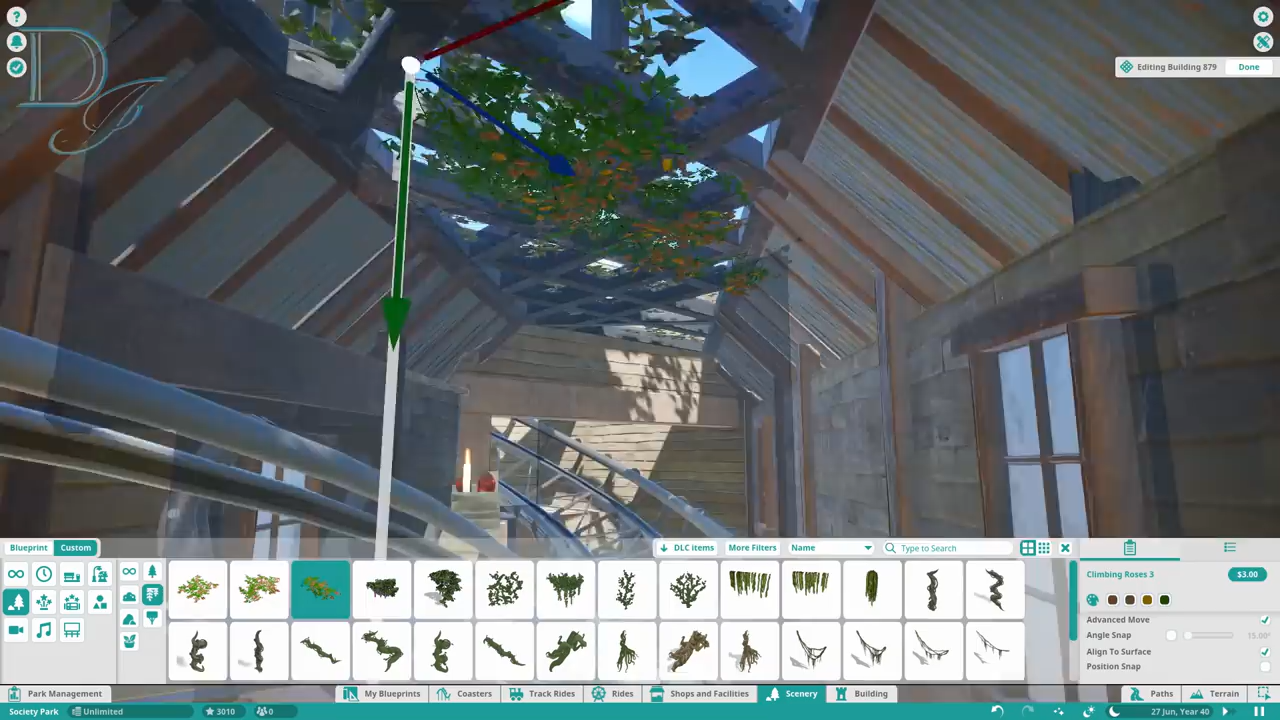 ?
DJ
Editing Building 879
Done
Blueprint
Custom
DLC items
More Filters
Name
Type to Search
Climbing Roses 3
$3.00
Advanced Move
Angle Snap
15.00°
Align To Surface
Position Snap
Park Management
My Blueprints
Coasters
Track Rides
Rides
Shops and Facilities
Scenery
Building
Paths
Terrain
Society Park
Unlimited
3010
0
27 Jun, Year 40